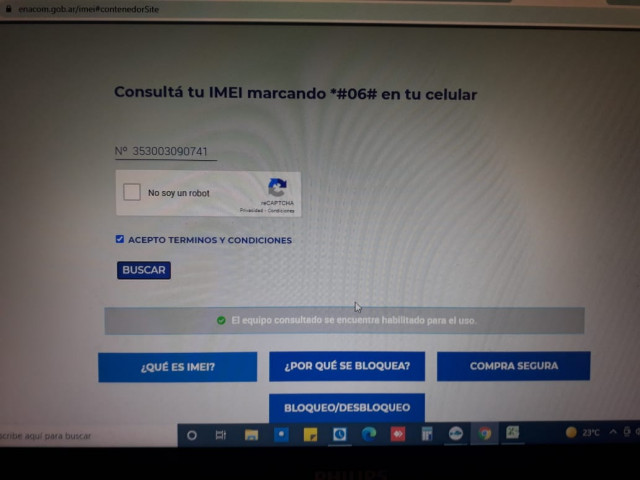 enacom.gob.ar/imei#contenedorSite
Consultá tu IMEI marcando *#06# en tu celular
Nº 353003090741
No soy un robot
reCAPTCHA
Privacidad - Condiciones
ACEPTO TERMINOS Y CONDICIONES
BUSCAR
El equipo consultado se encuentra habilitado para el uso.
¿QUÉ ES IMEI?
¿POR QUÉ SE BLOQUEA?
COMPRA SEGURA
BLOQUEO/DESBLOQUEO
scribe aquí para buscar
23°C
PHILIPS